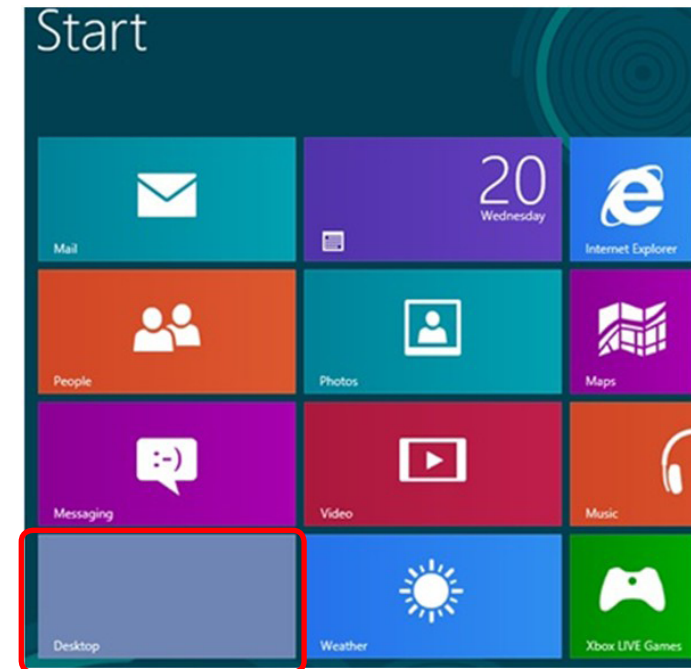 Start
Mail
20
Wednesday
Internet Explorer
People
Photos
Maps
:-)
Messaging
Video
Music
Desktop
Weather
Xbox LIVE Games